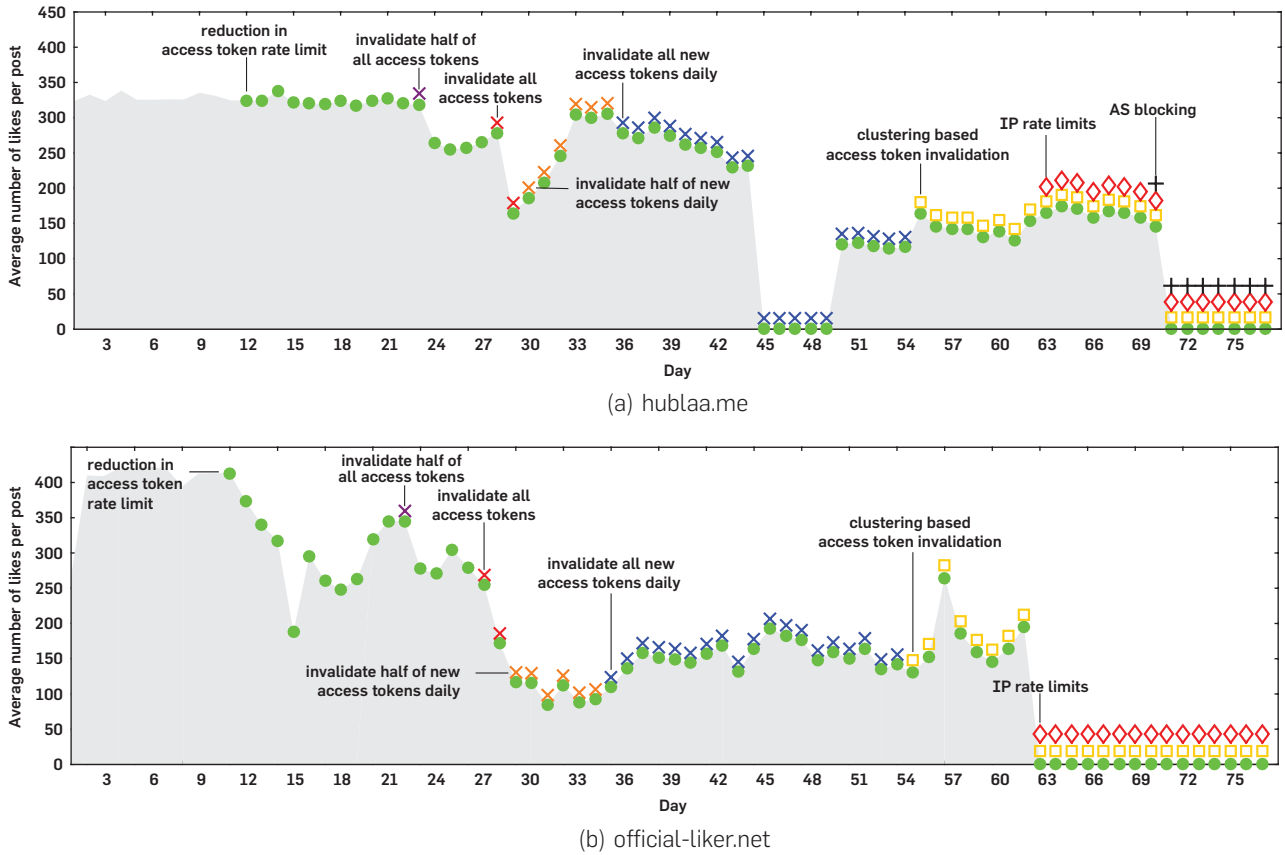 450
400
350
300
250
200
150
100
50
0
Average number of likes per post
reduction in
access token rate limit
invalidate half of
all access tokens
invalidate all
access tokens
invalidate half of new
access tokens daily
invalidate all new
access tokens daily
clustering based
access token invalidation
IP rate limits
AS blocking
3 6 9 12 15 18 21 24 27 30 33 36 39 42 45 48 51 54 57 60 63 66 69 72 75
Day
(a) hublaa.me
400
350
300
250
200
150
100
50
0
Average number of likes per post
reduction in
access token
rate limit
invalidate half of
all access tokens
invalidate all
access tokens
invalidate half of new
access tokens daily
invalidate all new
access tokens daily
clustering based
access token invalidation
IP rate limits
3 6 9 12 15 18 21 24 27 30 33 36 39 42 45 48 51 54 57 60 63 66 69 72 75
Day
(b) official-liker.net